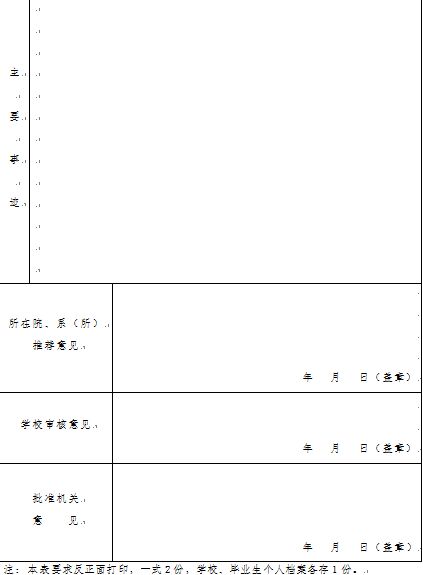 主
要
事
迹
所在院、系（所）
推荐意见
年 月 日（盖章）
学校审核意见
年 月 日（盖章）
批准机关
意 见
年 月 日（盖章）
注：本表要求反正面打印，一式2份，学校、毕业生个人档案各存1份。